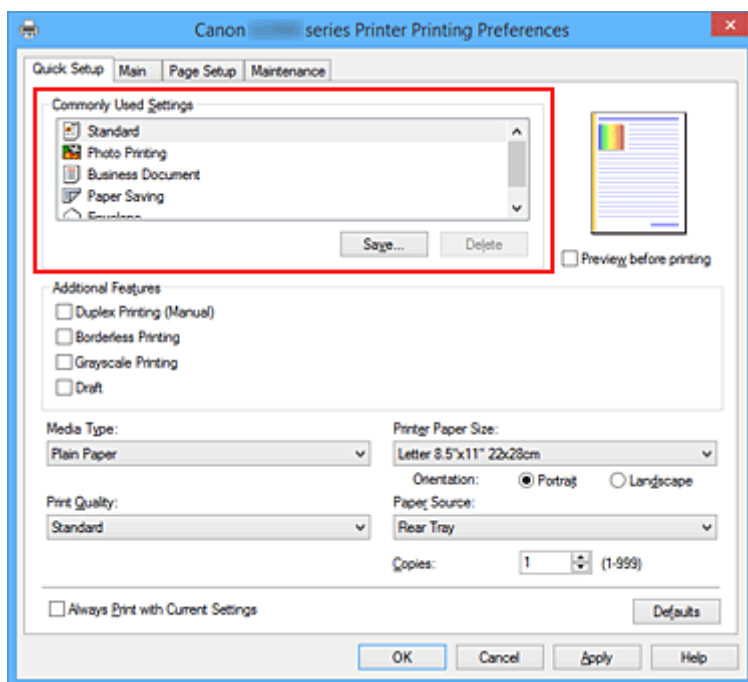 Canon series Printer Printing Preferences
Quick Setup Main Page Setup Maintenance
Commonly Used Settings
Standard
Photo Printing
Business Document
Paper Saving
Envelope
Save... Delete
Preview before printing
Additional Features
Duplex Printing (Manual)
Borderless Printing
Grayscale Printing
Draft
Media Type:
Plain Paper
Printer Paper Size:
Letter 8.5"x11" 22x28cm
Orientation: Portrait Landscape
Print Quality:
Standard
Paper Source:
Rear Tray
Copies: 1 (1-999)
Always Print with Current Settings
Defaults
OK Cancel Apply Help